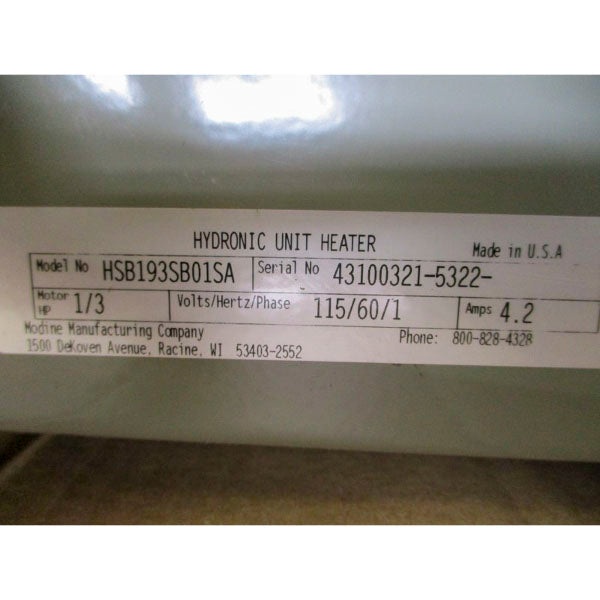 HYDRONIC UNIT HEATER Made in U.S.A
Model No HSB193SB01SA Serial No 43100321-5322-
Motor HP 1/3 Volts/Hertz/Phase 115/60/1 Amps 4.2
Modine Manufacturing Company Phone: 800-828-4328
1500 DeKoven Avenue, Racine, WI 53403-2552